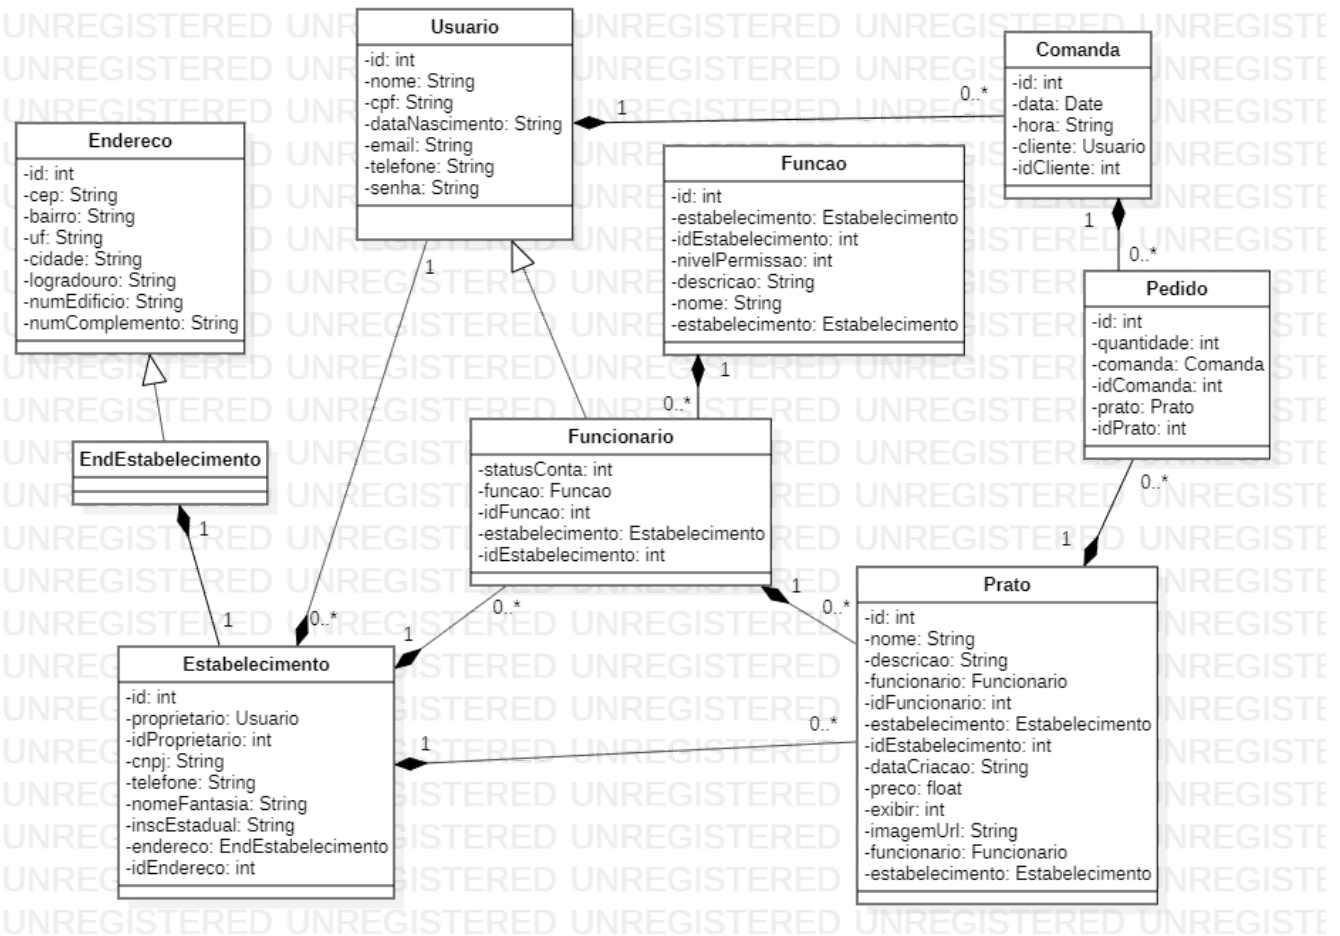 Usuario
-id: int
-nome: String
-cpf: String
-dataNascimento: String
-email: String
-telefone: String
-senha: String
1
0..*
Comanda
-id: int
-data: Date
-hora: String
-cliente: Usuario
-idCliente: int
Endereco
-id: int
-cep: String
-bairro: String
-uf: String
-cidade: String
-logradouro: String
-numEdificio: String
-numComplemento: String
Funcao
-id: int
-estabelecimento: Estabelecimento
-idEstabelecimento: int
-nivelPermissao: int
-descricao: String
-nome: String
-estabelecimento: Estabelecimento
1
0..*
1
Pedido
-id: int
-quantidade: int
-comanda: Comanda
-idComanda: int
-prato: Prato
-idPrato: int
1
0..*
Funcionario
-statusConta: int
-funcao: Funcao
-idFuncao: int
-estabelecimento: Estabelecimento
-idEstabelecimento: int
EndEstabelecimento
1
1
0..*
1
0..*
1
0..*
0..*
1
Estabelecimento
-id: int
-proprietario: Usuario
-idProprietario: int
-cnpj: String
-telefone: String
-nomeFantasia: String
-inscEstadual: String
-endereco: EndEstabelecimento
-idEndereco: int
1
0..*
Prato
-id: int
-nome: String
-descricao: String
-funcionario: Funcionario
-idFuncionario: int
-estabelecimento: Estabelecimento
-idEstabelecimento: int
-dataCriacao: String
-preco: float
-exibir: int
-imagemUrl: String
-funcionario: Funcionario
-estabelecimento: Estabelecimento
UNREGISTERED